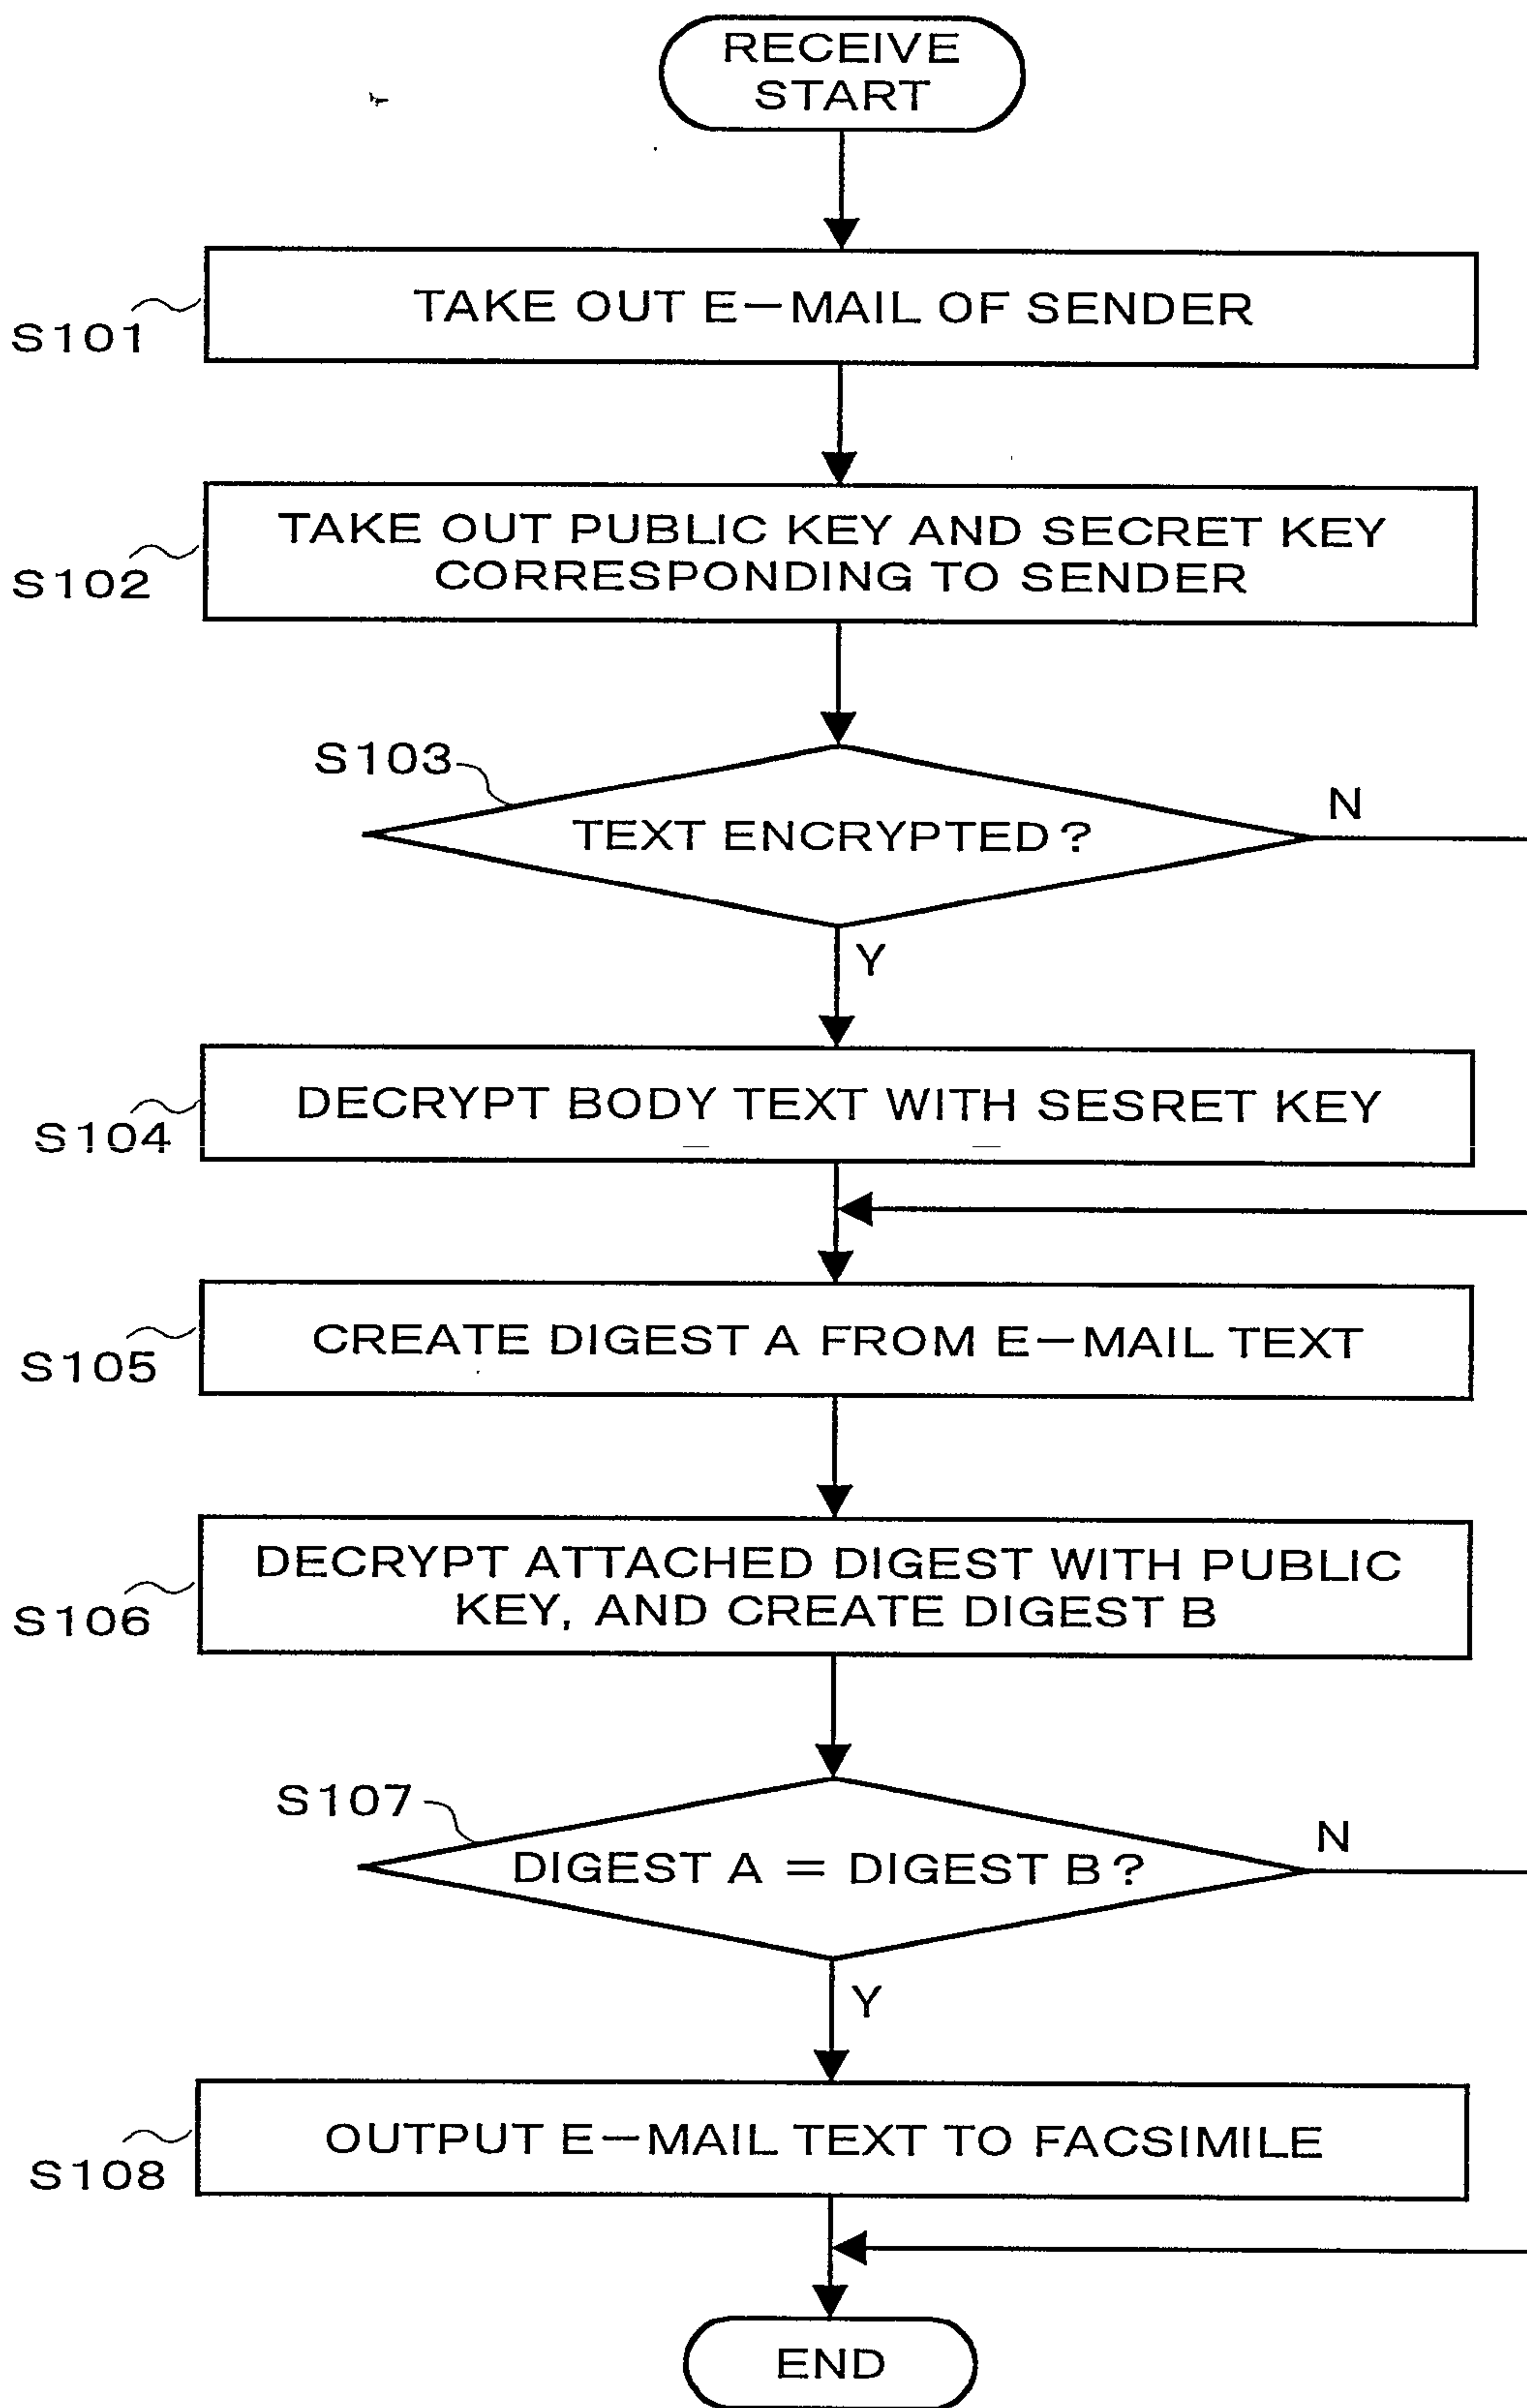 RECEIVE
START
S101
TAKE OUT E—MAIL OF SENDER
S102
TAKE OUT PUBLIC KEY AND SECRET KEY
CORRESPONDING TO SENDER
S103
TEXT ENCRYPTED?
N
Y
S104
DECRYPT BODY TEXT WITH SESRET KEY
S105
CREATE DIGEST A FROM E—MAIL TEXT
S106
DECRYPT ATTACHED DIGEST WITH PUBLIC
KEY, AND CREATE DIGEST B
S107
DIGEST A = DIGEST B?
N
Y
S108
OUTPUT E—MAIL TEXT TO FACSIMILE
END